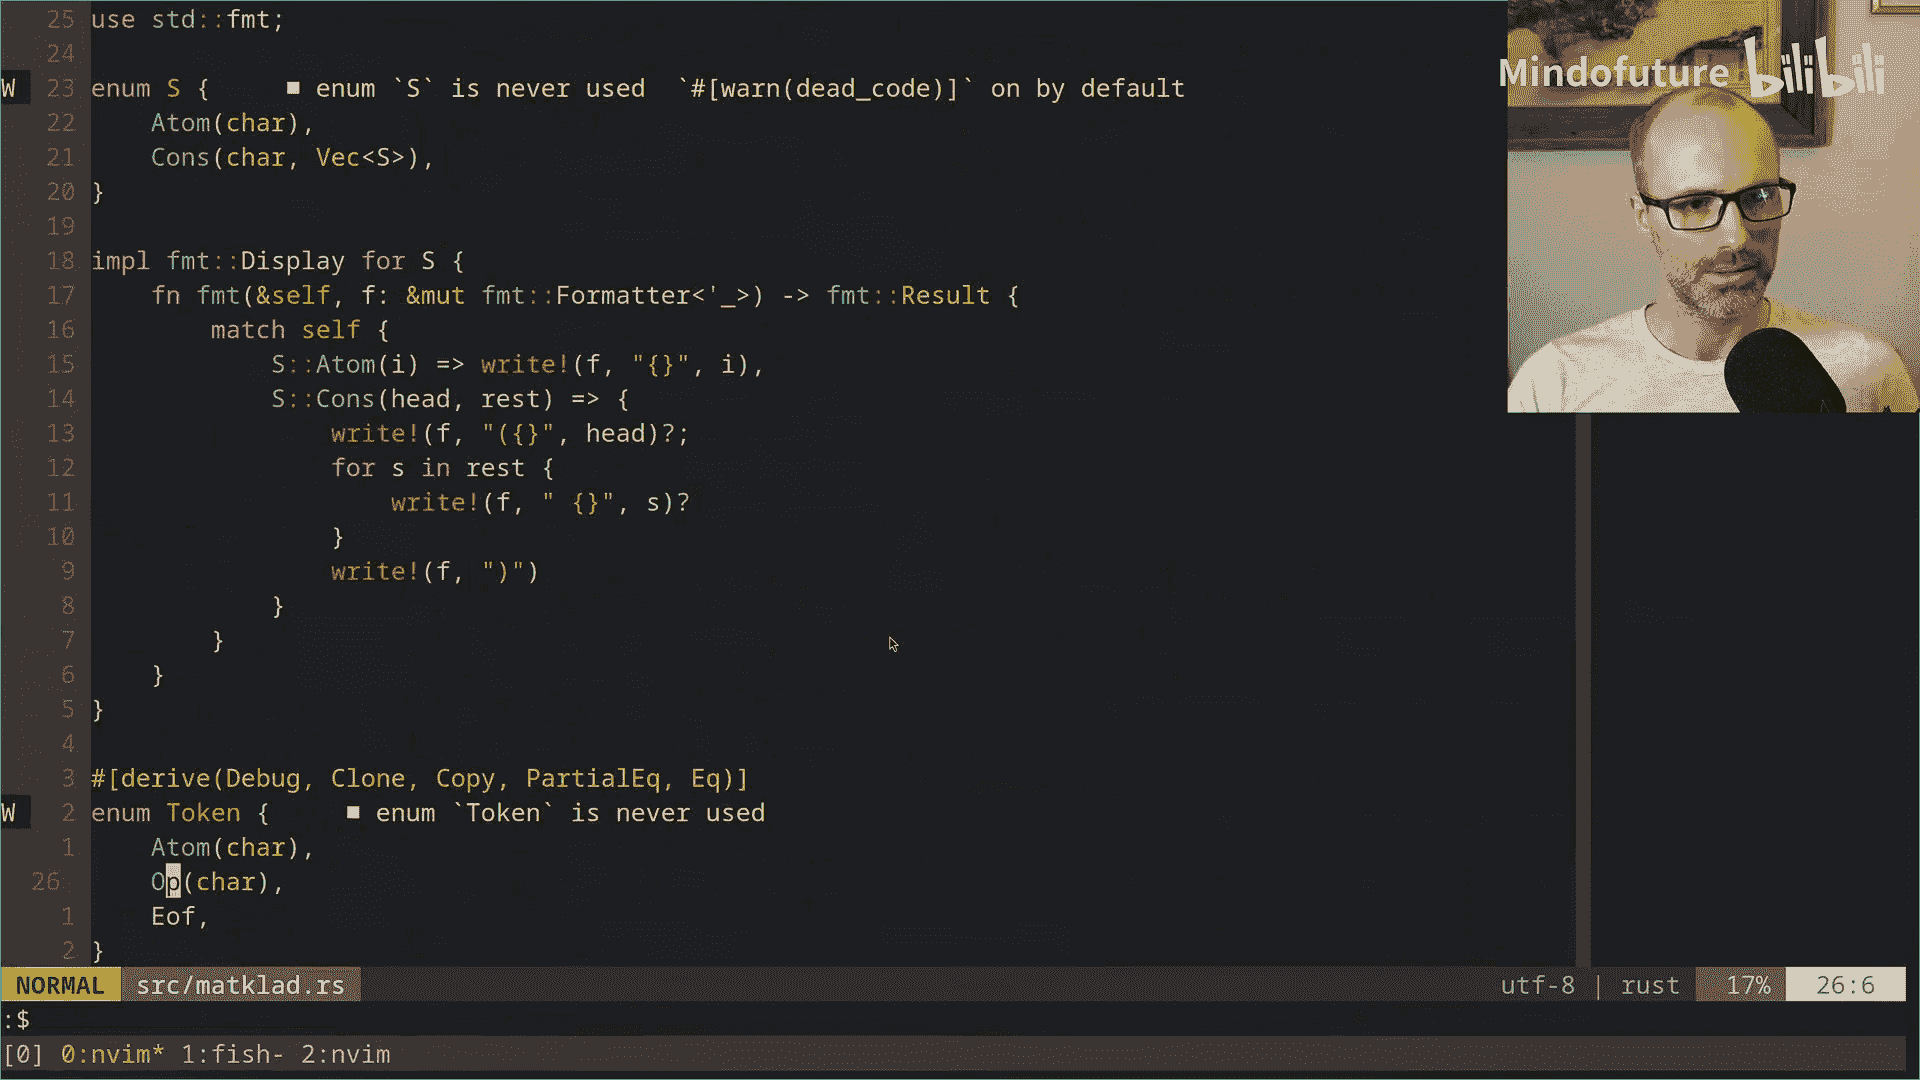 25 use std::fmt;
24
W 23 enum S {     ■ enum `S` is never used  `#[warn(dead_code)]` on by default
22     Atom(char),
21     Cons(char, Vec<S>),
20 }
19
18 impl fmt::Display for S {
17     fn fmt(&self, f: &mut fmt::Formatter<'_>) -> fmt::Result {
16         match self {
15             S::Atom(i) => write!(f, "{}", i),
14             S::Cons(head, rest) => {
13                 write!(f, "({}", head)?;
12                 for s in rest {
11                     write!(f, " {}", s)?
10                 }
9                 write!(f, ")")
8             }
7         }
6     }
5 }
4
3 #[derive(Debug, Clone, Copy, PartialEq, Eq)]
W 2 enum Token {     ■ enum `Token` is never used
1     Atom(char),
26     Op(char),
1     Eof,
2 }
NORMAL src/matklad.rs utf-8 | rust 17% 26:6
:$
[0] 0:nvim* 1:fish- 2:nvim
Mindofuture bilibili